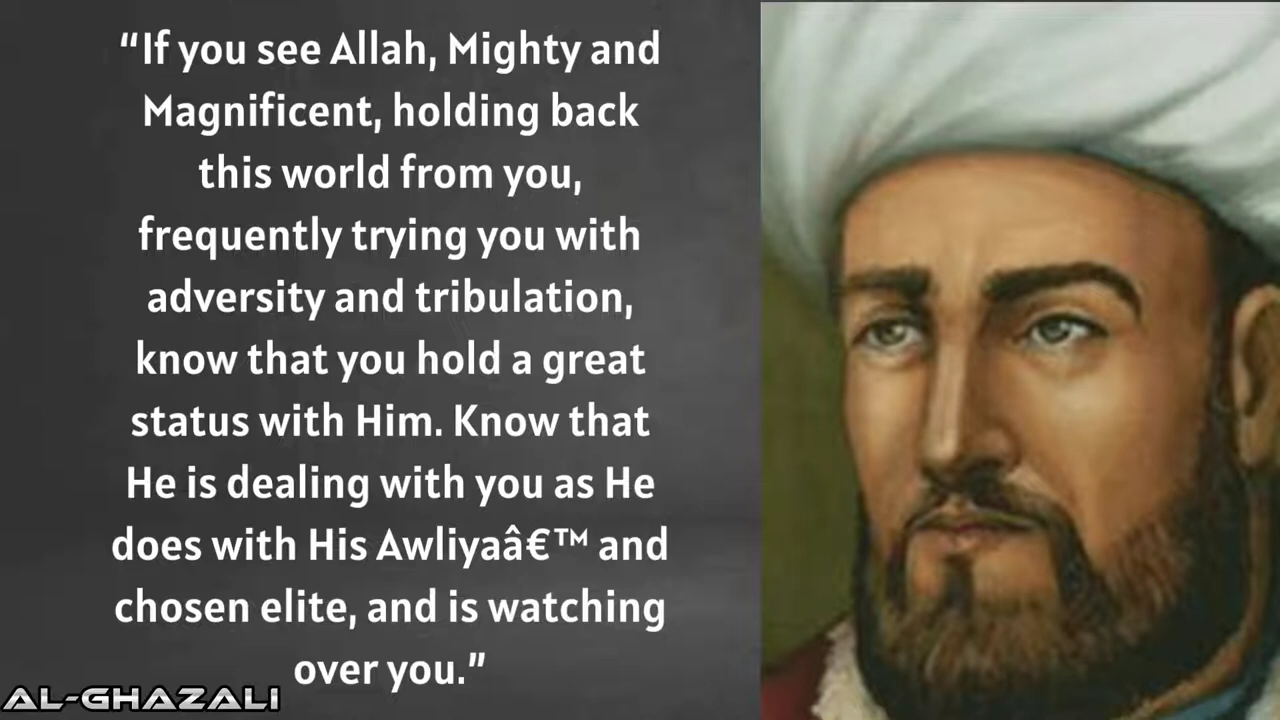 “If you see Allah, Mighty and
Magnificent, holding back
this world from you,
frequently trying you with
adversity and tribulation,
know that you hold a great
status with Him. Know that
He is dealing with you as He
does with His Awliyaâ€™ and
chosen elite, and is watching
over you.”
AL-GHAZALI